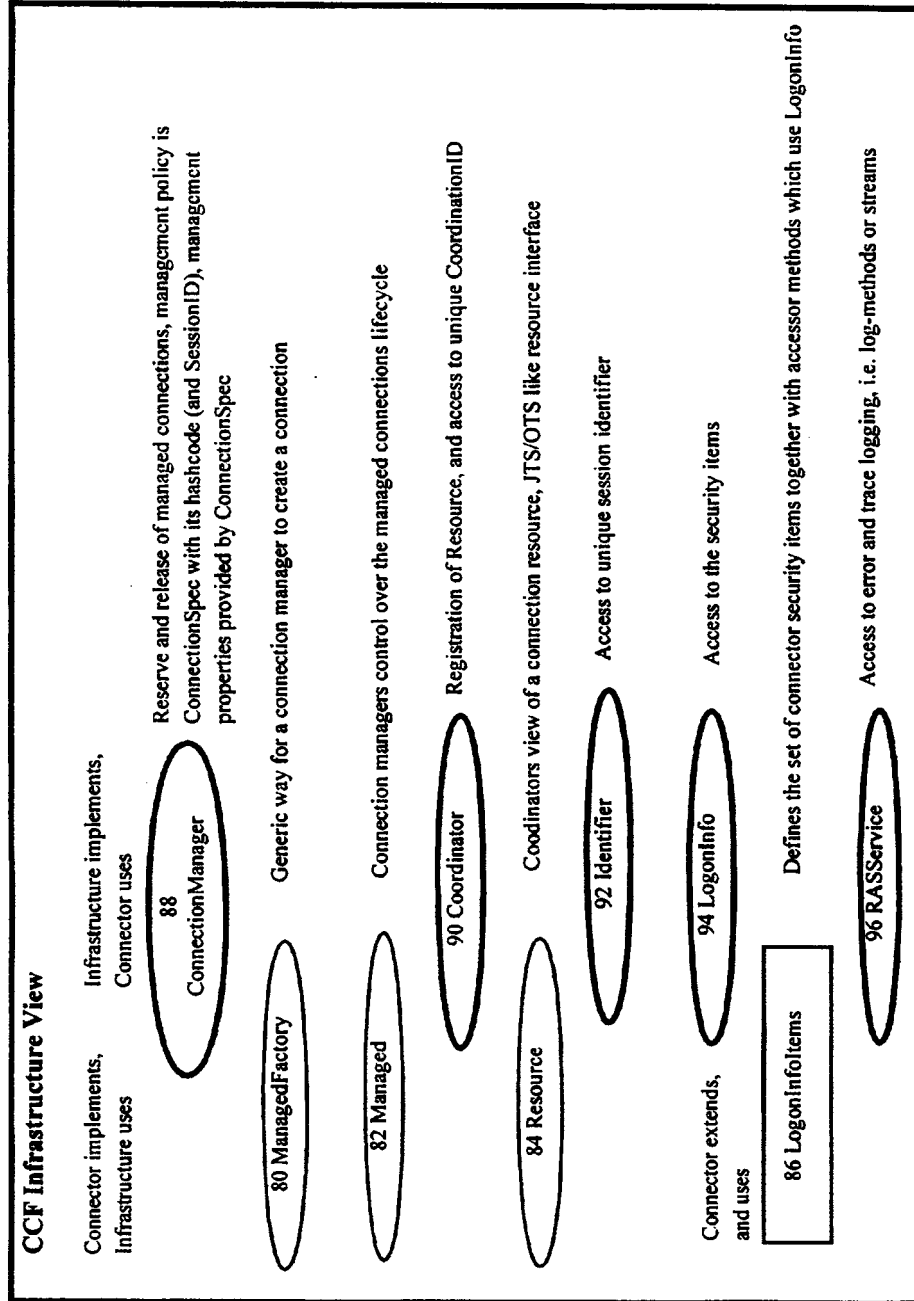 CCF Infrastructure View
Connector implements,
Infrastructure uses
Infrastructure implements,
Connector uses
88
ConnectionManager
Reserve and release of managed connections, management policy is
ConnectionSpec with its hashcode (and SessionID), management
properties provided by ConnectionSpec
80 ManagedFactory
Generic way for a connection manager to create a connection
82 Managed
Connection managers control over the managed connections lifecycle
90 Coordinator
Registration of Resource, and access to unique CoordinationID
84 Resource
Coodinators view of a connection resource, JTS/OTS like resource interface
92 Identifier
Access to unique session identifier
94 LogonInfo
Access to the security items
Connector extends,
and uses
86 LogonInfoItems
Defines the set of connector security items together with accessor methods which use LogonInfo
96 RASService
Access to error and trace logging, i.e. log-methods or streams